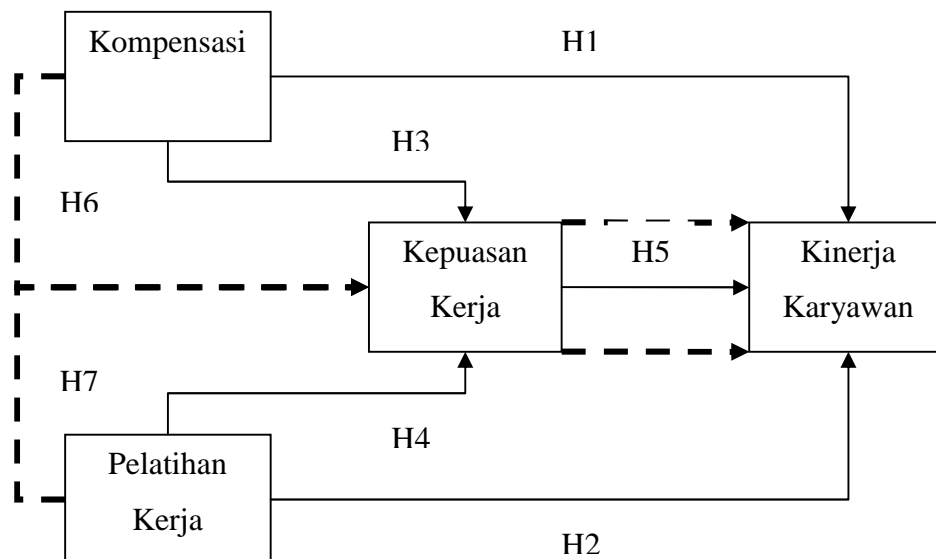 Kompensasi
H1
H3
H6
Kepuasan
Kerja
H5
Kinerja
Karyawan
H7
H4
Pelatihan
Kerja
H2